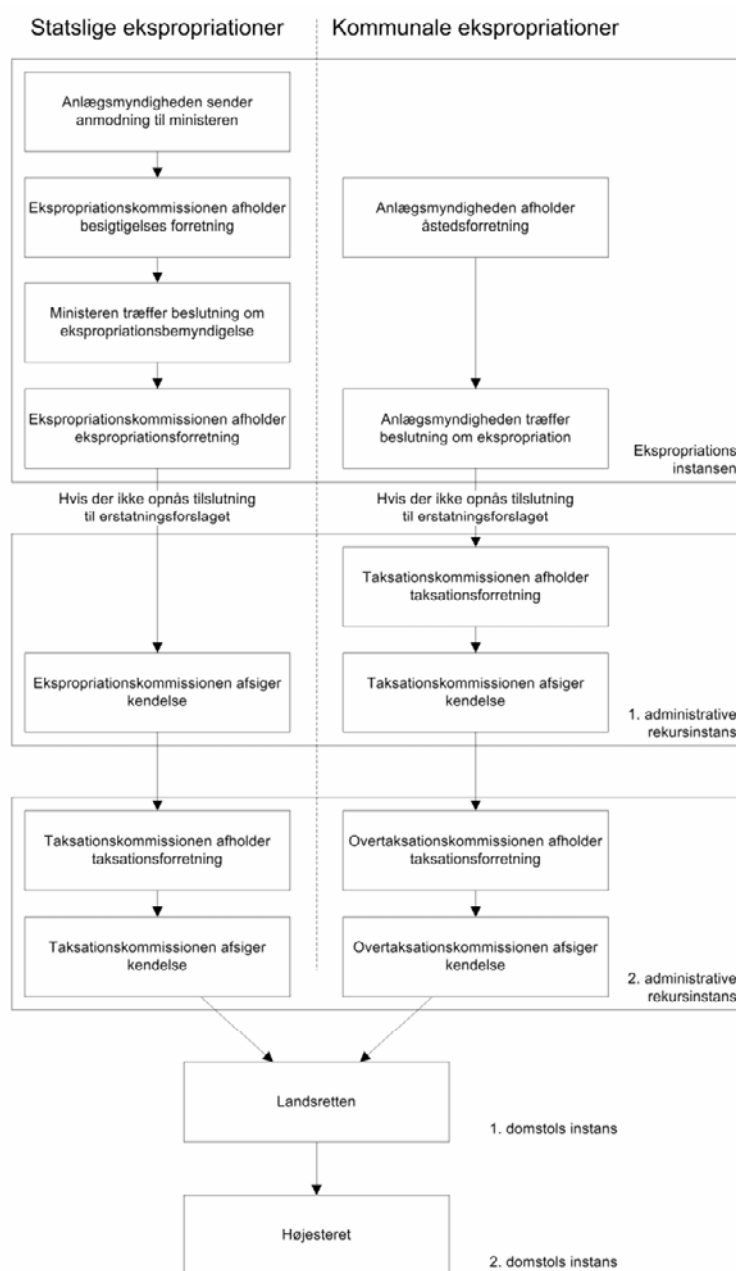 Statslige ekspropriationer
Kommunale ekspropriationer
Anlægsmyndigheden sender
anmodning til ministeren
Ekspropriationskommissionen afholder
besigtigelses forretning
Anlægsmyndigheden afholder
åstedsforretning
Ministeren træffer beslutning om
ekspropriationsbemyndigelse
Ekspropriationskommissionen afholder
ekspropriationsforretning
Anlægsmyndigheden træffer
beslutning om ekspropriation
Ekspropriations
instansen
Hvis der ikke opnås tilslutning
til erstatningsforslaget
Hvis der ikke opnås tilslutning
til erstatningsforslaget
Taksationskommissionen afholder
taksationsforretning
Ekspropriationskommissionen afsiger
kendelse
Taksationskommissionen afsiger
kendelse
1. administrative
rekursinstans
Taksationskommissionen afholder
taksationsforretning
Overtaksationskommissionen afholder
taksationsforretning
Taksationskommissionen afsiger
kendelse
Overtaksationskommissionen afsiger
kendelse
2. administrative
rekursinstans
Landsretten
1. domstols instans
Højesteret
2. domstols instans